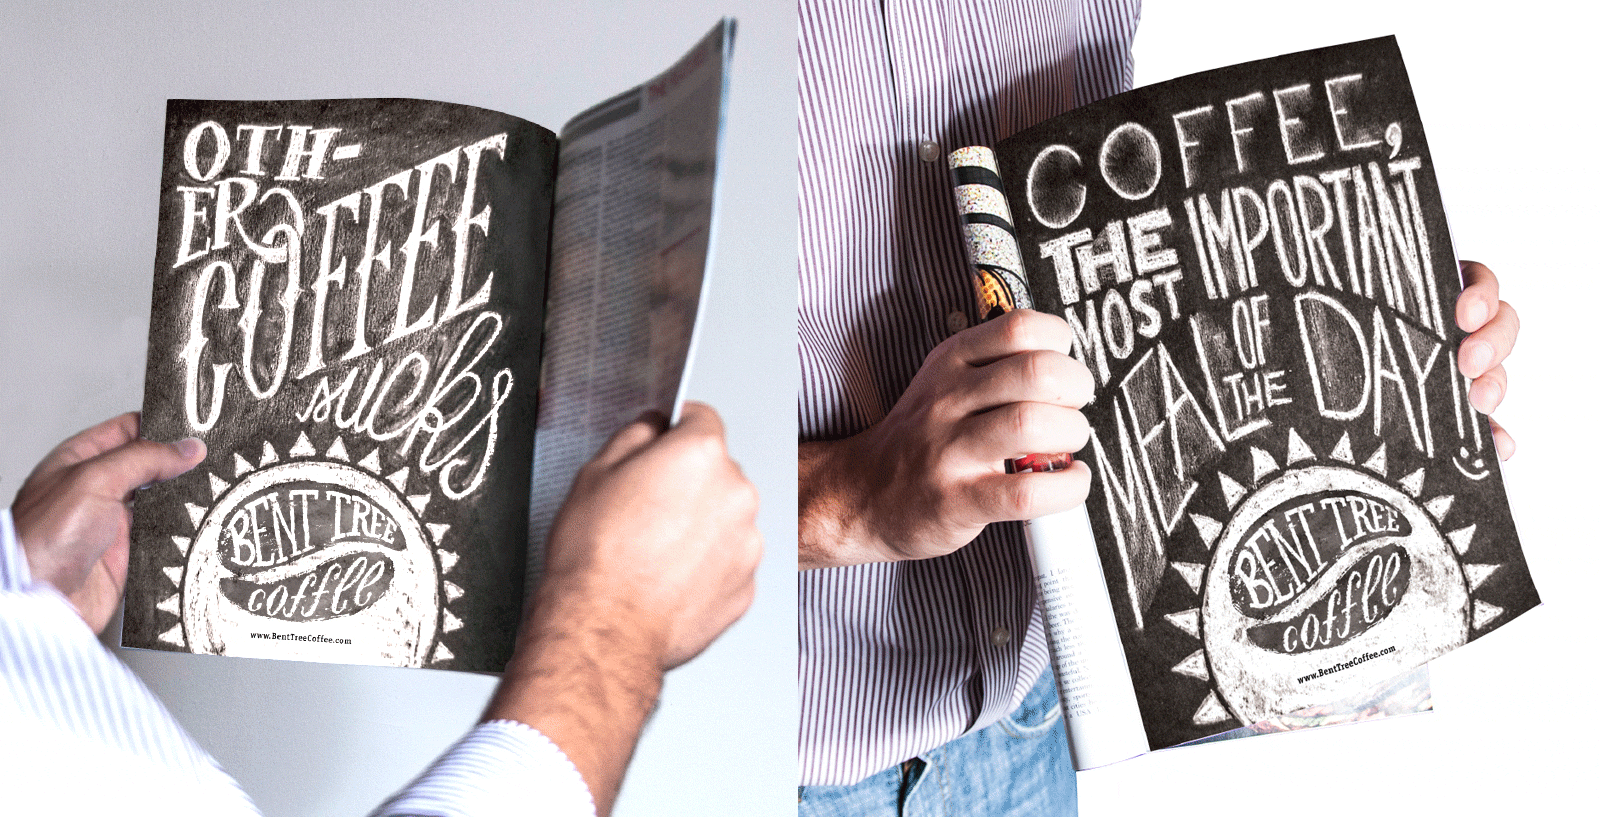 OTH-
ER
COFFEE
sucks
BENT TREE
coffee
www.BentTreeCoffee.com
COFFEE,
THE IMPORTANT
MOST
MEAL OF
THE DAY!!
BENT TREE
coffee
www.BentTreeCoffee.com